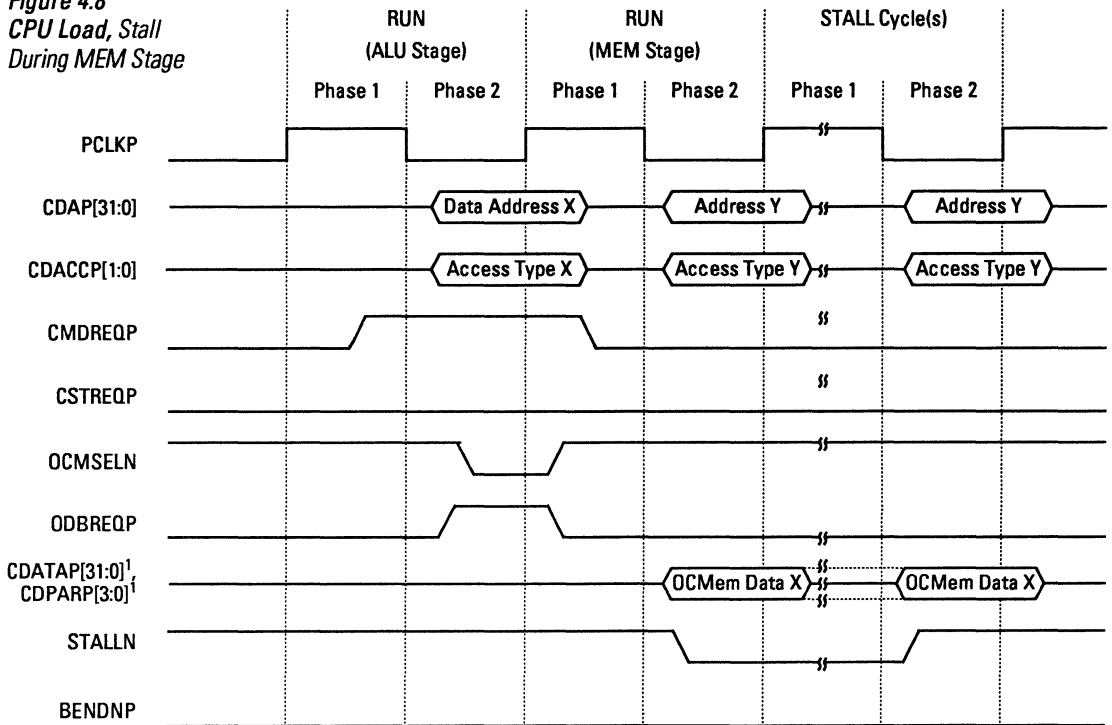 Figure 4.8
CPU Load, Stall
During MEM Stage
RUN
(ALU Stage)
RUN
(MEM Stage)
STALL Cycle(s)
Phase 1 Phase 2 Phase 1 Phase 2 Phase 1 Phase 2
PCLKP
CDAP[31:0] Data Address X Address Y Address Y
CDACCP[1:0] Access Type X Access Type Y Access Type Y
CMDREQP
CSTREQP
OCMSELN
ODBREQP
CDATAP[31:0]¹,
CDPARP[3:0]¹ OCMem Data X OCMem Data X
STALLN
BENDNP